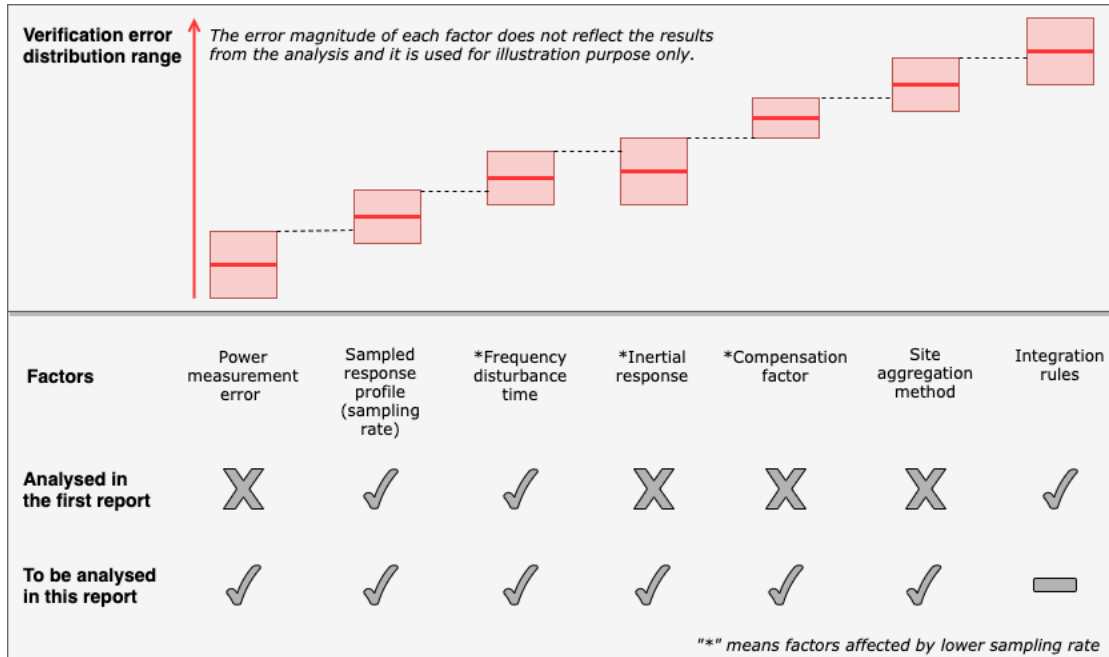 Verification error
distribution range
The error magnitude of each factor does not reflect the results
from the analysis and it is used for illustration purpose only.
Factors
Power
measurement
error
Sampled
response
profile
(sampling
rate)
*Frequency
disturbance
time
*Inertial
response
*Compensation
factor
Site
aggregation
method
Integration
rules
Analysed in
the first report
To be analysed
in this report
"*" means factors affected by lower sampling rate